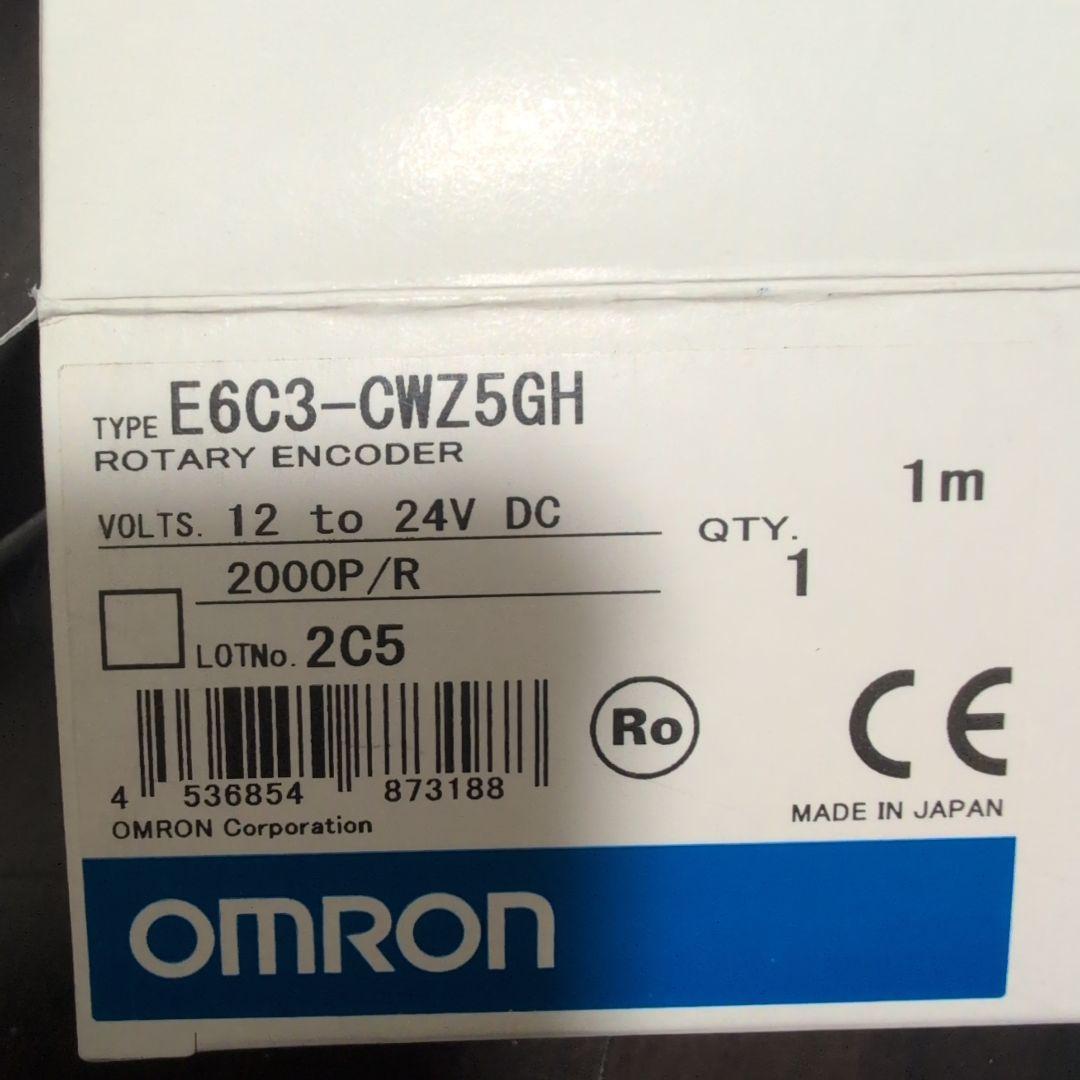 TYPE E6C3-CWZ5GH
ROTARY ENCODER
1m
VOLTS. 12 to 24V DC
QTY.
1
2000P/R
LOTNo. 2C5
Ro
CE
4 536854 873188
MADE IN JAPAN
OMRON Corporation
OMRON